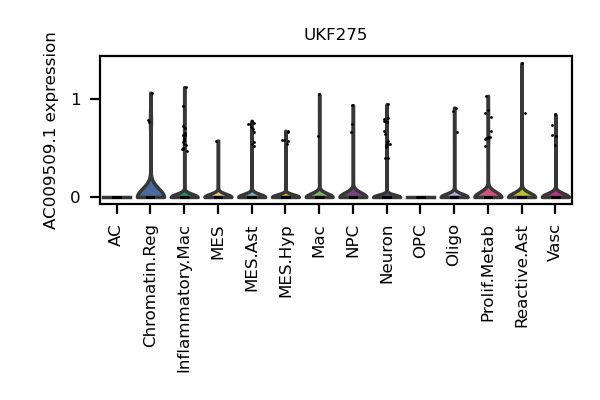 UKF275
AC009509.1 expression
1
0
AC
Chromatin.Reg
Inflammatory.Mac
MES
MES.Ast
MES.Hyp
Mac
NPC
Neuron
OPC
Oligo
Prolif.Metab
Reactive.Ast
Vasc